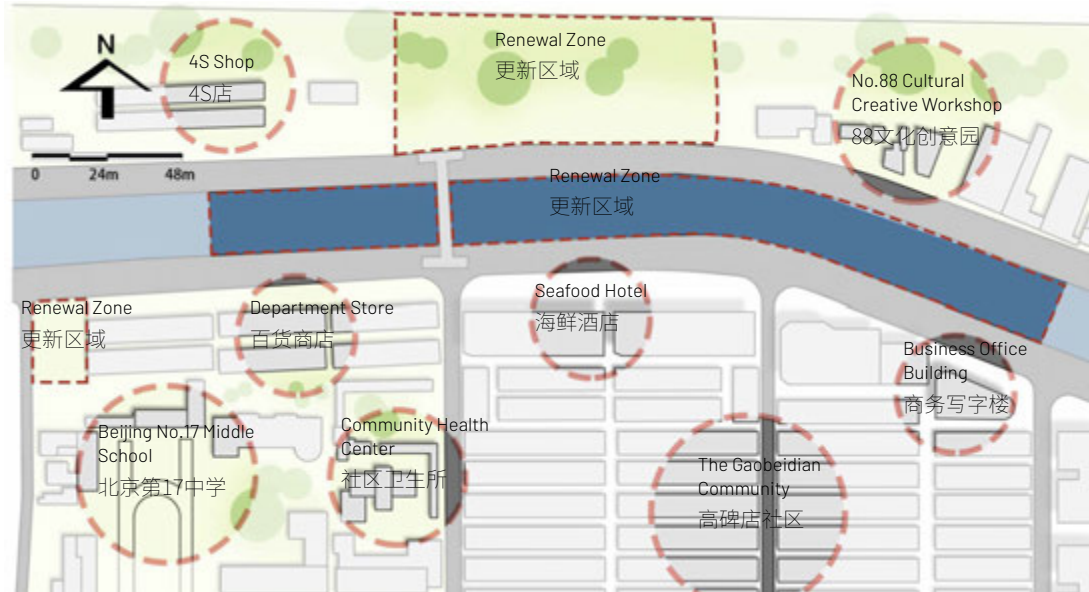 N
0 24m 48m
4S Shop
4S店
Renewal Zone
更新区域
No.88 Cultural
Creative Workshop
88文化创意园
Renewal Zone
更新区域
Renewal Zone
更新区域
Department Store
百货商店
Seafood Hotel
海鲜酒店
Business Office
Building
商务写字楼
Beijing No.17 Middle
School
北京第17中学
Community Health
Center
社区卫生所
The Gaobeidian
Community
高碑店社区